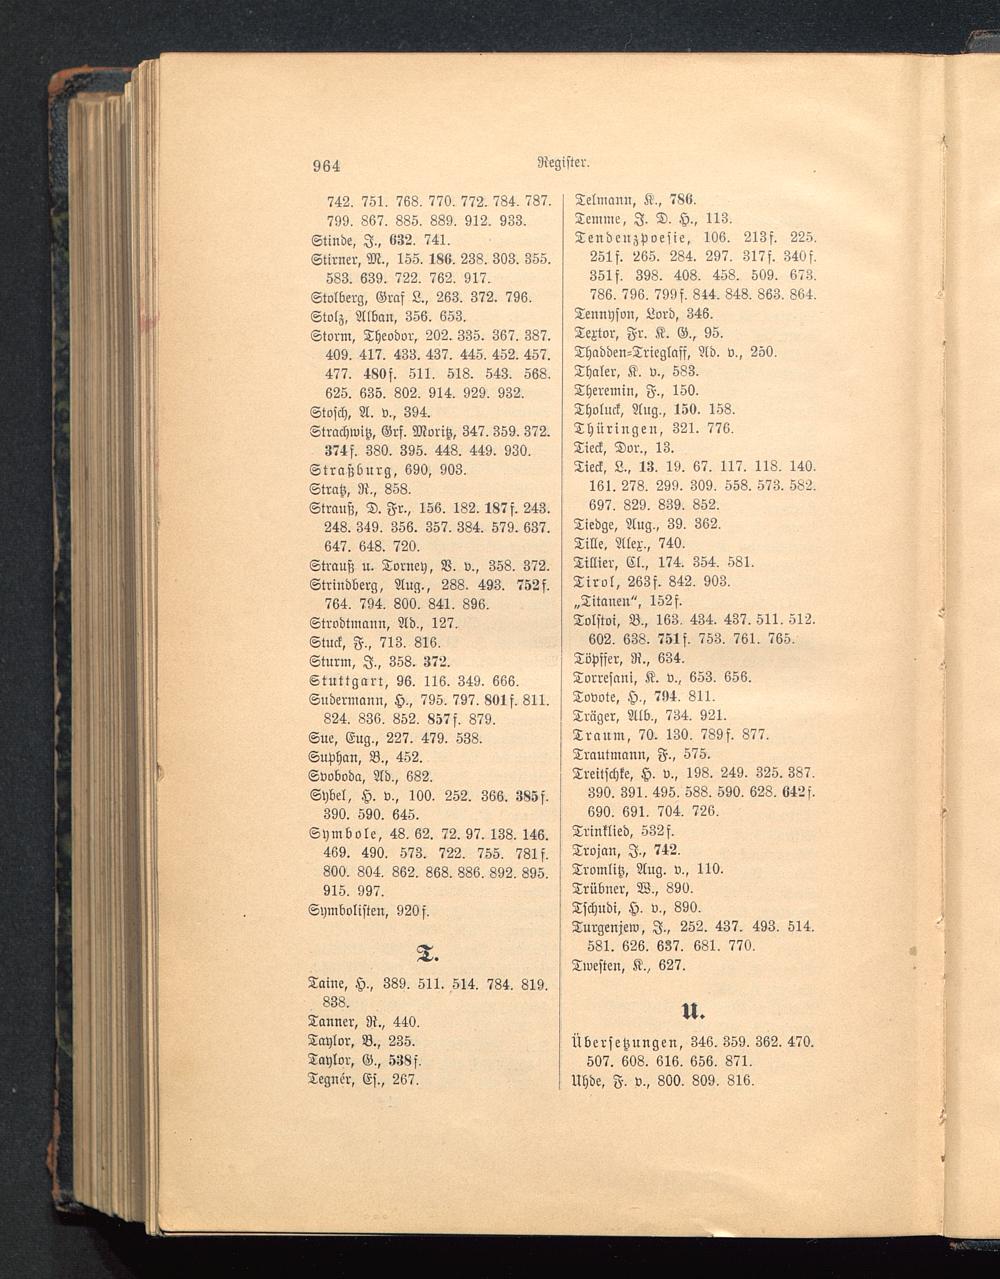 964
Register.
742. 751. 768. 770. 772. 784. 787.
799. 867. 885. 889. 912. 933.
Stinde, J., 632. 741.
Stirner, M., 155. 186. 238. 303. 355.
583. 639. 722. 762. 917.
Stolberg, Graf L., 263. 372. 796.
Stolz, Alban, 356. 653.
Storm, Theodor, 202. 335. 367. 387.
409. 417. 433. 437. 445. 452. 457.
477. 480f. 511. 518. 543. 568.
625. 635. 802. 914. 929. 932.
Stosch, A. v., 394.
Strachwitz, Grf. Moritz, 347. 359. 372.
374f. 380. 395. 448. 449. 930.
Straßburg, 690, 903.
Stratz, R., 858.
Strauß, D. Fr., 156. 182. 187f. 243.
248. 349. 356. 357. 384. 579. 637.
647. 648. 720.
Strauß u. Torney, V. v., 358. 372.
Strindberg, Aug., 288. 493. 752f.
764. 794. 800. 841. 896.
Strodtmann, Ad., 127.
Stuck, F., 713. 816.
Sturm, J., 358. 372.
Stuttgart, 96. 116. 349. 666.
Sudermann, H., 795. 797. 801f. 811.
824. 836. 852. 857f. 879.
Sue, Eug., 227. 479. 538.
Suphan, B., 452.
Svoboda, Ad., 682.
Sybel, H. v., 100. 252. 366. 385f.
390. 590. 645.
Symbole, 48. 62. 72. 97. 138. 146.
469. 490. 573. 722. 755. 781f.
800. 804. 862. 868. 886. 892. 895.
915. 997.
Symbolisten, 920f.
T.
Taine, H., 389. 511. 514. 784. 819.
838.
Tanner, R., 440.
Taylor, B., 235.
Taylor, G., 538f.
Tegnér, Es., 267.
Telmann, K., 786.
Temme, J. D. H., 113.
Tendenzpoesie, 106. 213f. 225.
251f. 265. 284. 297. 317f. 340f.
351f. 398. 408. 458. 509. 673.
786. 796. 799f. 844. 848. 863. 864.
Tennyson, Lord, 346.
Textor, Fr. K. G., 95.
Thadden-Trieglaff, Ad. v., 250.
Thaler, K. v., 583.
Theremin, F., 150.
Tholuck, Aug., 150. 158.
Thüringen, 321. 776.
Tieck, Dor., 13.
Tieck, L., 13. 19. 67. 117. 118. 140.
161. 278. 299. 309. 558. 573. 582.
697. 829. 839. 852.
Tiedge, Aug., 39. 362.
Tille, Alex., 740.
Tillier, Cl., 174. 354. 581.
Tirol, 263f. 842. 903.
„Titanen“, 152f.
Tolstoi, B., 163. 434. 437. 511. 512.
602. 638. 751f. 753. 761. 765.
Töpffer, R., 634.
Torresani, K. v., 653. 656.
Tovote, H., 794. 811.
Träger, Alb., 734. 921.
Traum, 70. 130. 789f. 877.
Trautmann, F., 575.
Treitschke, H. v., 198. 249. 325. 387.
390. 391. 495. 588. 590. 628. 642f.
690. 691. 704. 726.
Trinklied, 532f.
Trojan, J., 742.
Tromlitz, Aug. v., 110.
Trübner, W., 890.
Tschudi, H. v., 890.
Turgenjew, J., 252. 437. 493. 514.
581. 626. 637. 681. 770.
Twesten, K., 627.
U.
Übersetzungen, 346. 359. 362. 470.
507. 608. 616. 656. 871.
Uhde, F. v., 800. 809. 816.